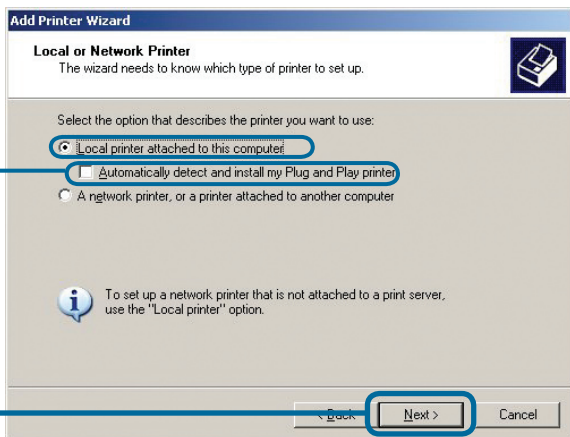 Add Printer Wizard
Local or Network Printer
The wizard needs to know which type of printer to set up.
Select the option that describes the printer you want to use:
Local printer attached to this computer
Automatically detect and install my Plug and Play printer
A network printer, or a printer attached to another computer
To set up a network printer that is not attached to a print server,
use the "Local printer" option.
< Back Next > Cancel